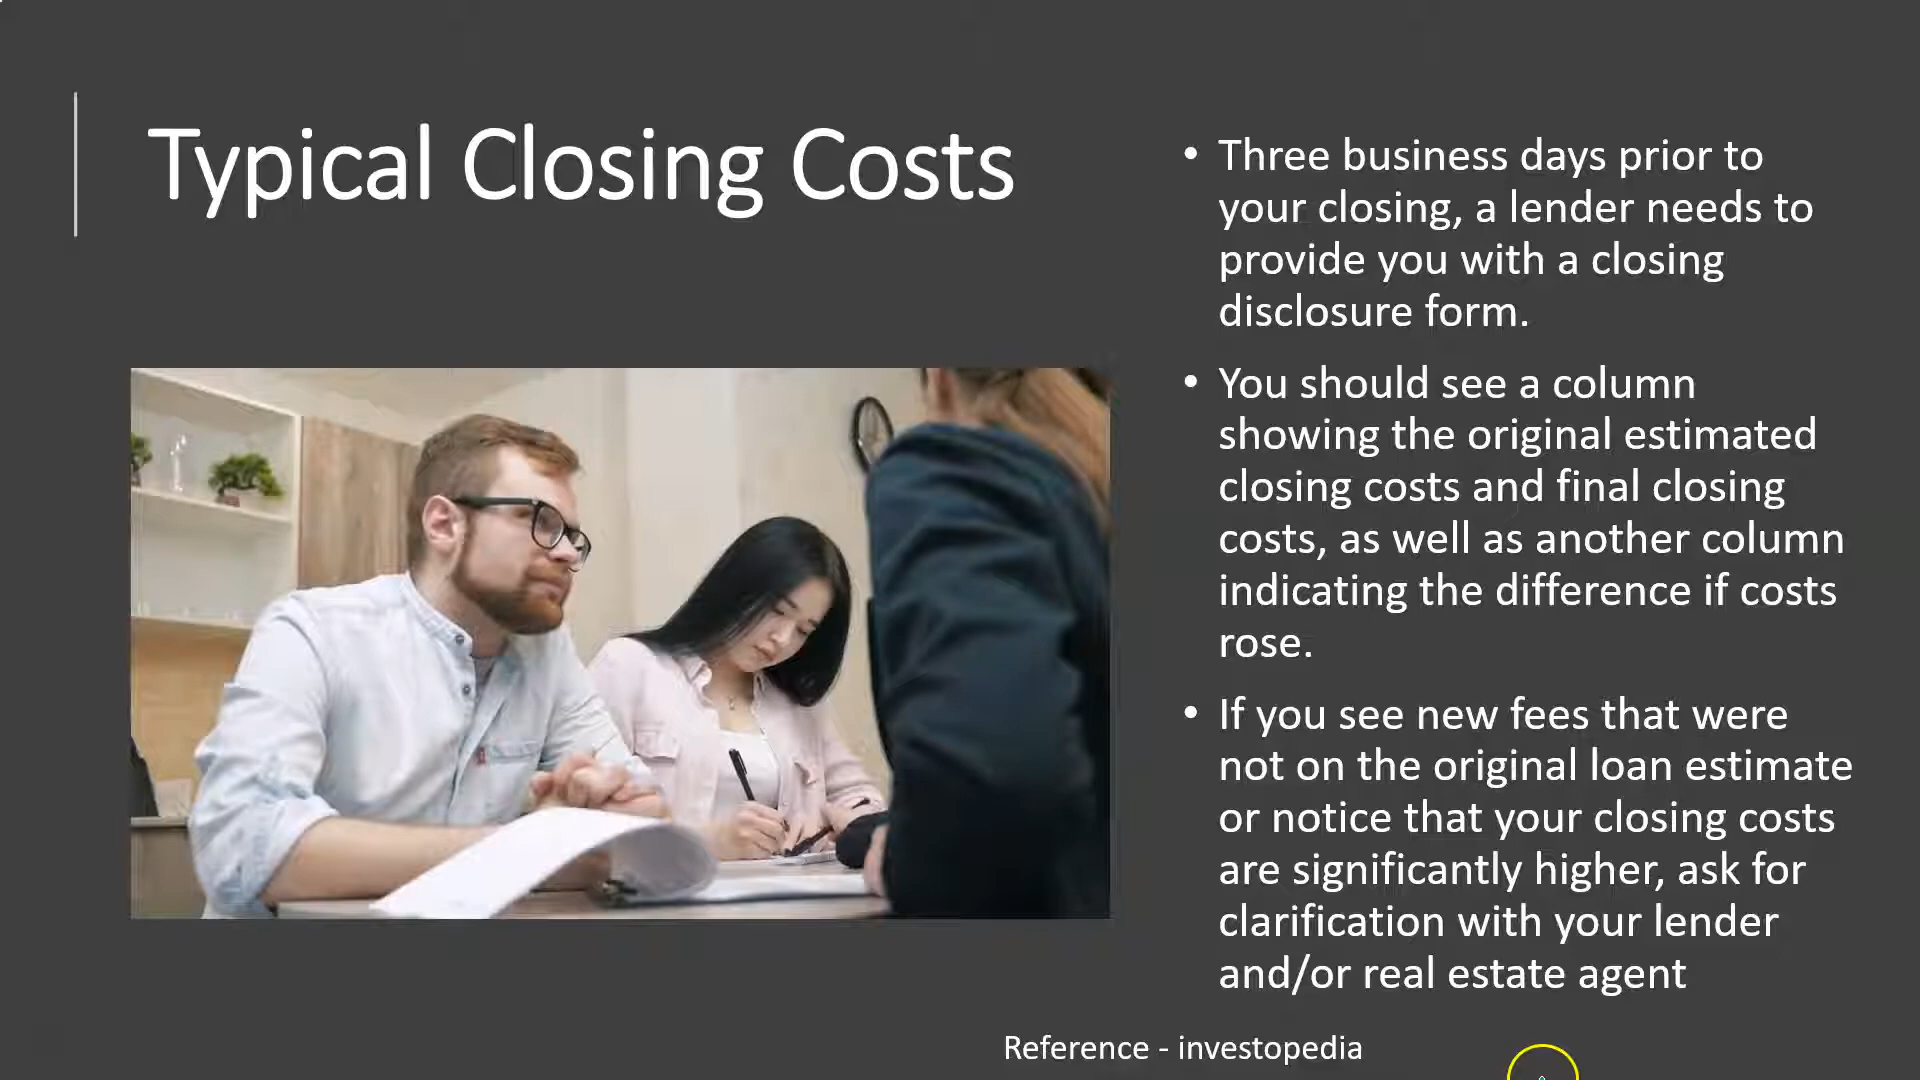 Typical Closing Costs
• Three business days prior to
your closing, a lender needs to
provide you with a closing
disclosure form.
• You should see a column
showing the original estimated
closing costs and final closing
costs, as well as another column
indicating the difference if costs
rose.
• If you see new fees that were
not on the original loan estimate
or notice that your closing costs
are significantly higher, ask for
clarification with your lender
and/or real estate agent
Reference - investopedia